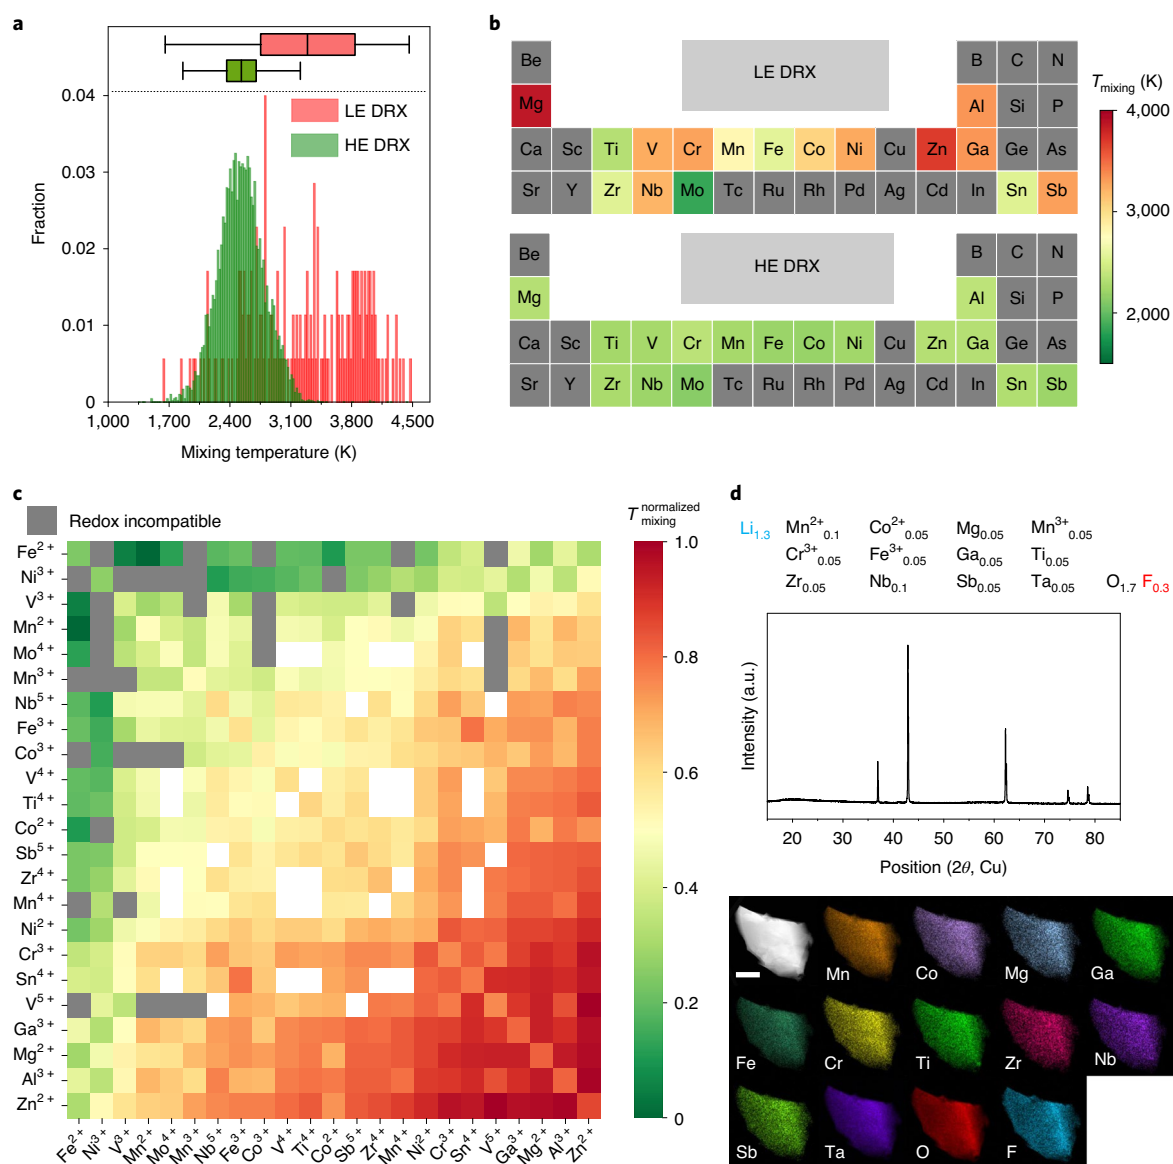 a
LE DRX
HE DRX
Fraction
0.04
0.03
0.02
0.01
0
1,000 1,700 2,400 3,100 3,800 4,500
Mixing temperature (K)
b
Be LE DRX B C N
Mg Al Si P
Ca Sc Ti V Cr Mn Fe Co Ni Cu Zn Ga Ge As
Sr Y Zr Nb Mo Tc Ru Rh Pd Ag Cd In Sn Sb
Be HE DRX B C N
Mg Al Si P
Ca Sc Ti V Cr Mn Fe Co Ni Cu Zn Ga Ge As
Sr Y Zr Nb Mo Tc Ru Rh Pd Ag Cd In Sn Sb
T_mixing (K)
4,000
3,000
2,000
c
Redox incompatible
T^normalized_mixing
1.0
0.8
0.6
0.4
0.2
0
Fe²⁺
Ni³⁺
V³⁺
Mn²⁺
Mo⁴⁺
Mn³⁺
Nb⁵⁺
Fe³⁺
Co³⁺
V⁴⁺
Ti⁴⁺
Co²⁺
Sb⁵⁺
Zr⁴⁺
Mn⁴⁺
Ni²⁺
Cr³⁺
Sn⁴⁺
V⁵⁺
Ga³⁺
Mg²⁺
Al³⁺
Zn²⁺
Fe²⁺ Ni³⁺ V³⁺ Mn²⁺ Mo⁴⁺ Mn³⁺ Nb⁵⁺ Fe³⁺ Co³⁺ V⁴⁺ Ti⁴⁺ Co²⁺ Sb⁵⁺ Zr⁴⁺ Mn⁴⁺ Ni²⁺ Cr³⁺ Sn⁴⁺ V⁵⁺ Ga³⁺ Mg²⁺ Al³⁺ Zn²⁺
d
Li₁.₃ Mn²⁺₀.₁ Co²⁺₀.₀₅ Mg₀.₀₅ Mn³⁺₀.₀₅
Cr³⁺₀.₀₅ Fe³⁺₀.₀₅ Ga₀.₀₅ Ti₀.₀₅
Zr₀.₀₅ Nb₀.₁ Sb₀.₀₅ Ta₀.₀₅ O₁.₇ F₀.₃
Intensity (a.u.)
20 30 40 50 60 70 80
Position (2θ, Cu)
Mn Co Mg Ga
Fe Cr Ti Zr Nb
Sb Ta O F